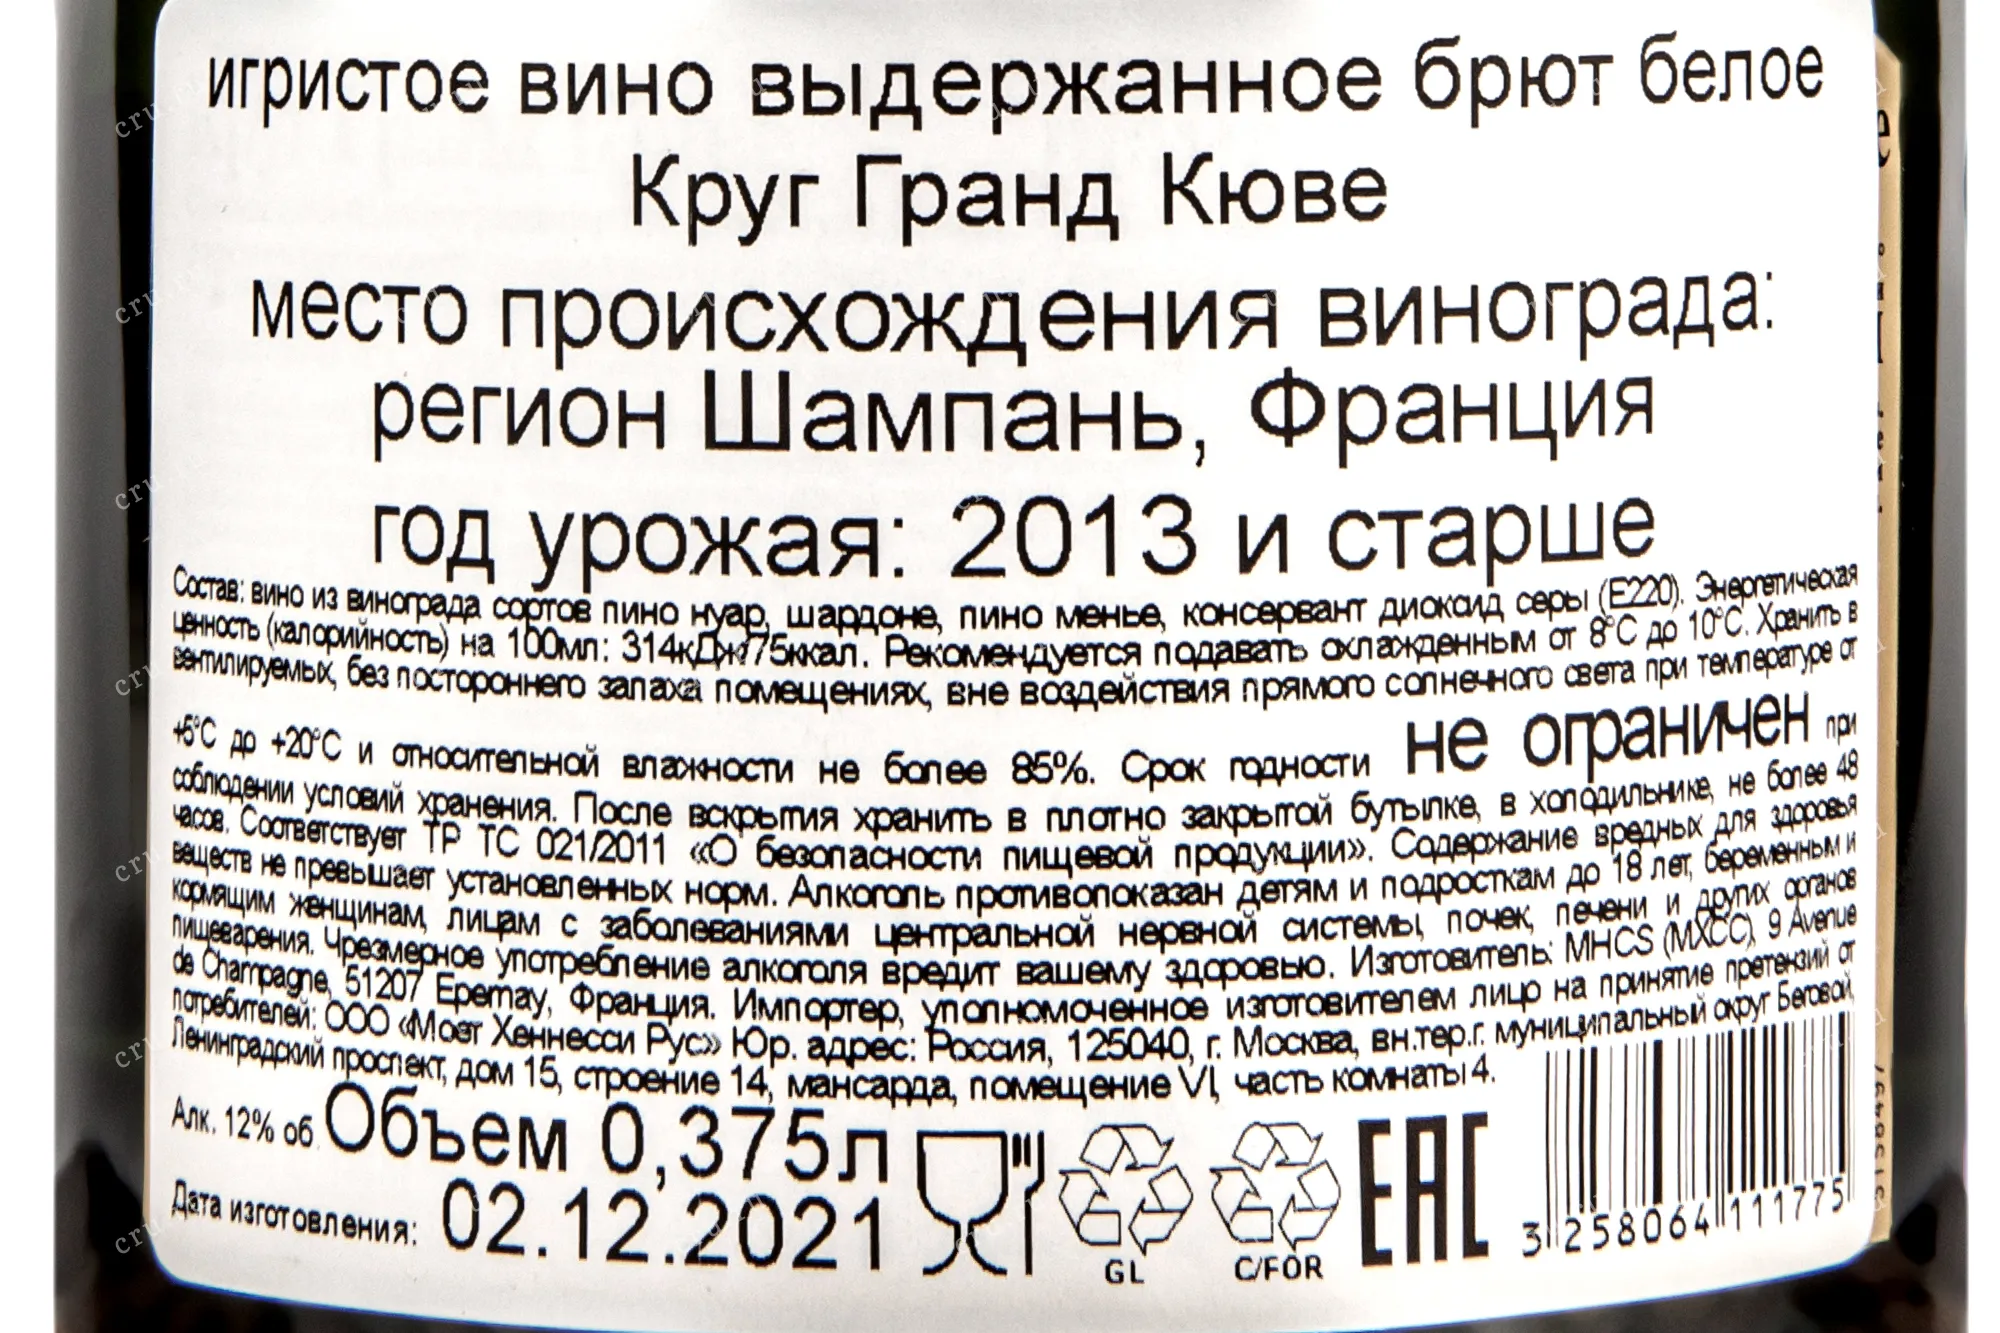 игристое вино выдержанное брют белое
Круг Гранд Кюве
место происхождения винограда:
регион Шампань, Франция
год урожая: 2013 и старше
Состав: вино из винограда сортов пино нуар, шардоне, пино менье, консервант диоксид серы (Е220). Энергетическая
ценность (калорийность) на 100мл: 314кДж/75ккал. Рекомендуется подавать охлажденным от 8°С до 10°С. Хранить в
вентилируемых, без постороннего запаха помещениях, вне воздействия прямого солнечного света при температуре от
+5°С до +20°С и относительной влажности не более 85%. Срок годности не ограничен при
соблюдении условий хранения. После вскрытия хранить в плотно закрытой бутылке, в холодильнике, не более 48
часов. Соответствует ТР ТС 021/2011 «О безопасности пищевой продукции». Содержание вредных для здоровья
веществ не превышает установленных норм. Алкоголь противопоказан детям и подросткам до 18 лет, беременным и
кормящим женщинам, лицам с заболеваниями центральной нервной системы, почек, печени и других органов
пищеварения. Чрезмерное употребление алкоголя вредит вашему здоровью. Изготовитель: MHCS (МХСС), 9 Avenue
de Champagne, 51207 Epernay, Франция. Импортер, уполномоченное изготовителем лицо на принятие претензий от
потребителей: ООО «Моет Хеннесси Рус» Юр. адрес: Россия, 125040, г. Москва, вн.тер.г. муниципальный округ Беговой,
Ленинградский проспект, дом 15, строение 14, мансарда, помещение VI, часть комнаты 4.
Алк. 12% об. Объем 0,375л
Дата изготовления: 02.12.2021
GL
C/FOR
EAC
3 258064 111775